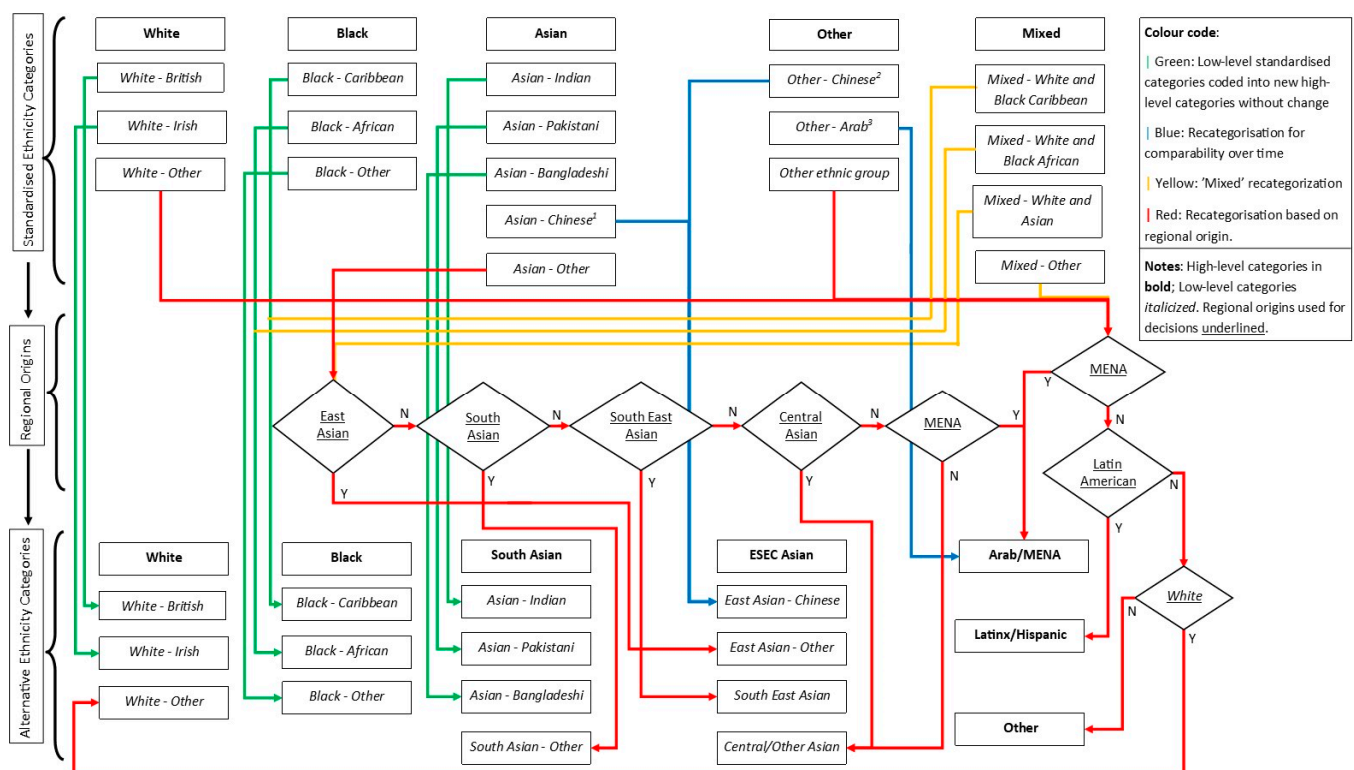 Standardised Ethnicity Categories
White
White - British
White - Irish
White - Other
Black
Black - Caribbean
Black - African
Black - Other
Asian
Asian - Indian
Asian - Pakistani
Asian - Bangladeshi
Asian - Chinese¹
Asian - Other
Other
Other - Chinese²
Other - Arab³
Other ethnic group
Mixed
Mixed - White and
Black Caribbean
Mixed - White and
Black African
Mixed - White and
Asian
Mixed - Other
Colour code:
Green: Low-level standardised
categories coded into new high-
level categories without change
Blue: Recategorisation for
comparability over time
Yellow: 'Mixed' recategorization
Red: Recategorisation based on
regional origin.
Notes: High-level categories in
bold; Low-level categories
italicized. Regional origins used for
decisions underlined.
Regional Origins
East
Asian
N
Y
South
Asian
N
Y
South East
Asian
N
Y
Central
Asian
N
Y
MENA
Y
N
MENA
Y
N
Latin
American
N
Y
White
N
Y
Alternative Ethnicity Categories
White
White - British
White - Irish
White - Other
Black
Black - Caribbean
Black - African
Black - Other
South Asian
Asian - Indian
Asian - Pakistani
Asian - Bangladeshi
South Asian - Other
ESEC Asian
East Asian - Chinese
East Asian - Other
South East Asian
Central/Other Asian
Arab/MENA
Latinx/Hispanic
Other